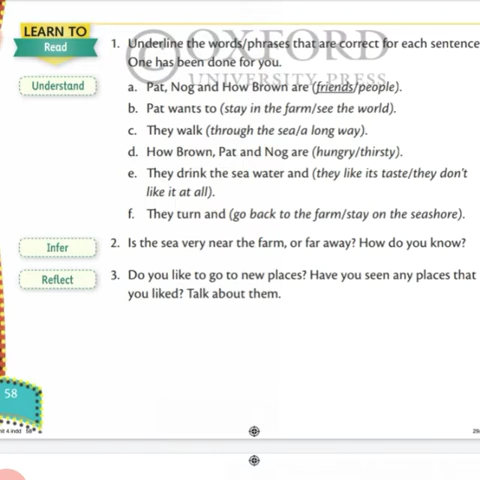 LEARN TO
Read
© OXFORD
UNIVERSITY PRESS
1. Underline the words/phrases that are correct for each sentence
One has been done for you.
Understand
a. Pat, Nog and How Brown are (friends/people).
b. Pat wants to (stay in the farm/see the world).
c. They walk (through the sea/a long way).
d. How Brown, Pat and Nog are (hungry/thirsty).
e. They drink the sea water and (they like its taste/they don't
like it at all).
f. They turn and (go back to the farm/stay on the seashore).
Infer
2. Is the sea very near the farm, or far away? How do you know?
Reflect
3. Do you like to go to new places? Have you seen any places that
you liked? Talk about them.
58
4.indd 58
29